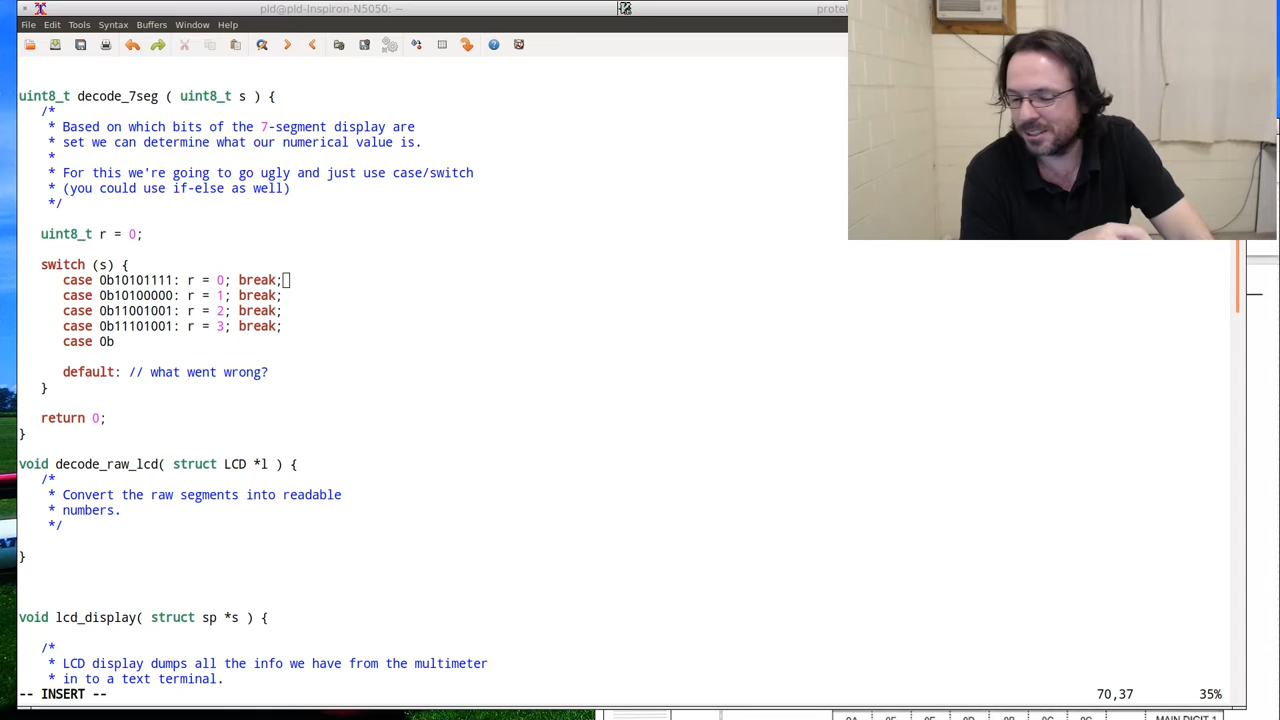 pld@pld-Inspiron-N5050: ~
protek
File Edit Tools Syntax Buffers Window Help
uint8_t decode_7seg ( uint8_t s ) {
/*
* Based on which bits of the 7-segment display are
* set we can determine what our numerical value is.
*
* For this we're going to go ugly and just use case/switch
* (you could use if-else as well)
*/
uint8_t r = 0;
switch (s) {
case 0b10101111: r = 0; break;
case 0b10100000: r = 1; break;
case 0b11001001: r = 2; break;
case 0b11101001: r = 3; break;
case 0b
default: // what went wrong?
}
return 0;
}
void decode_raw_lcd( struct LCD *l ) {
/*
* Convert the raw segments into readable
* numbers.
*/
}
void lcd_display( struct sp *s ) {
/*
* LCD display dumps all the info we have from the multimeter
* in to a text terminal.
-- INSERT -- 70,37 35%
MAIN DIGIT 1